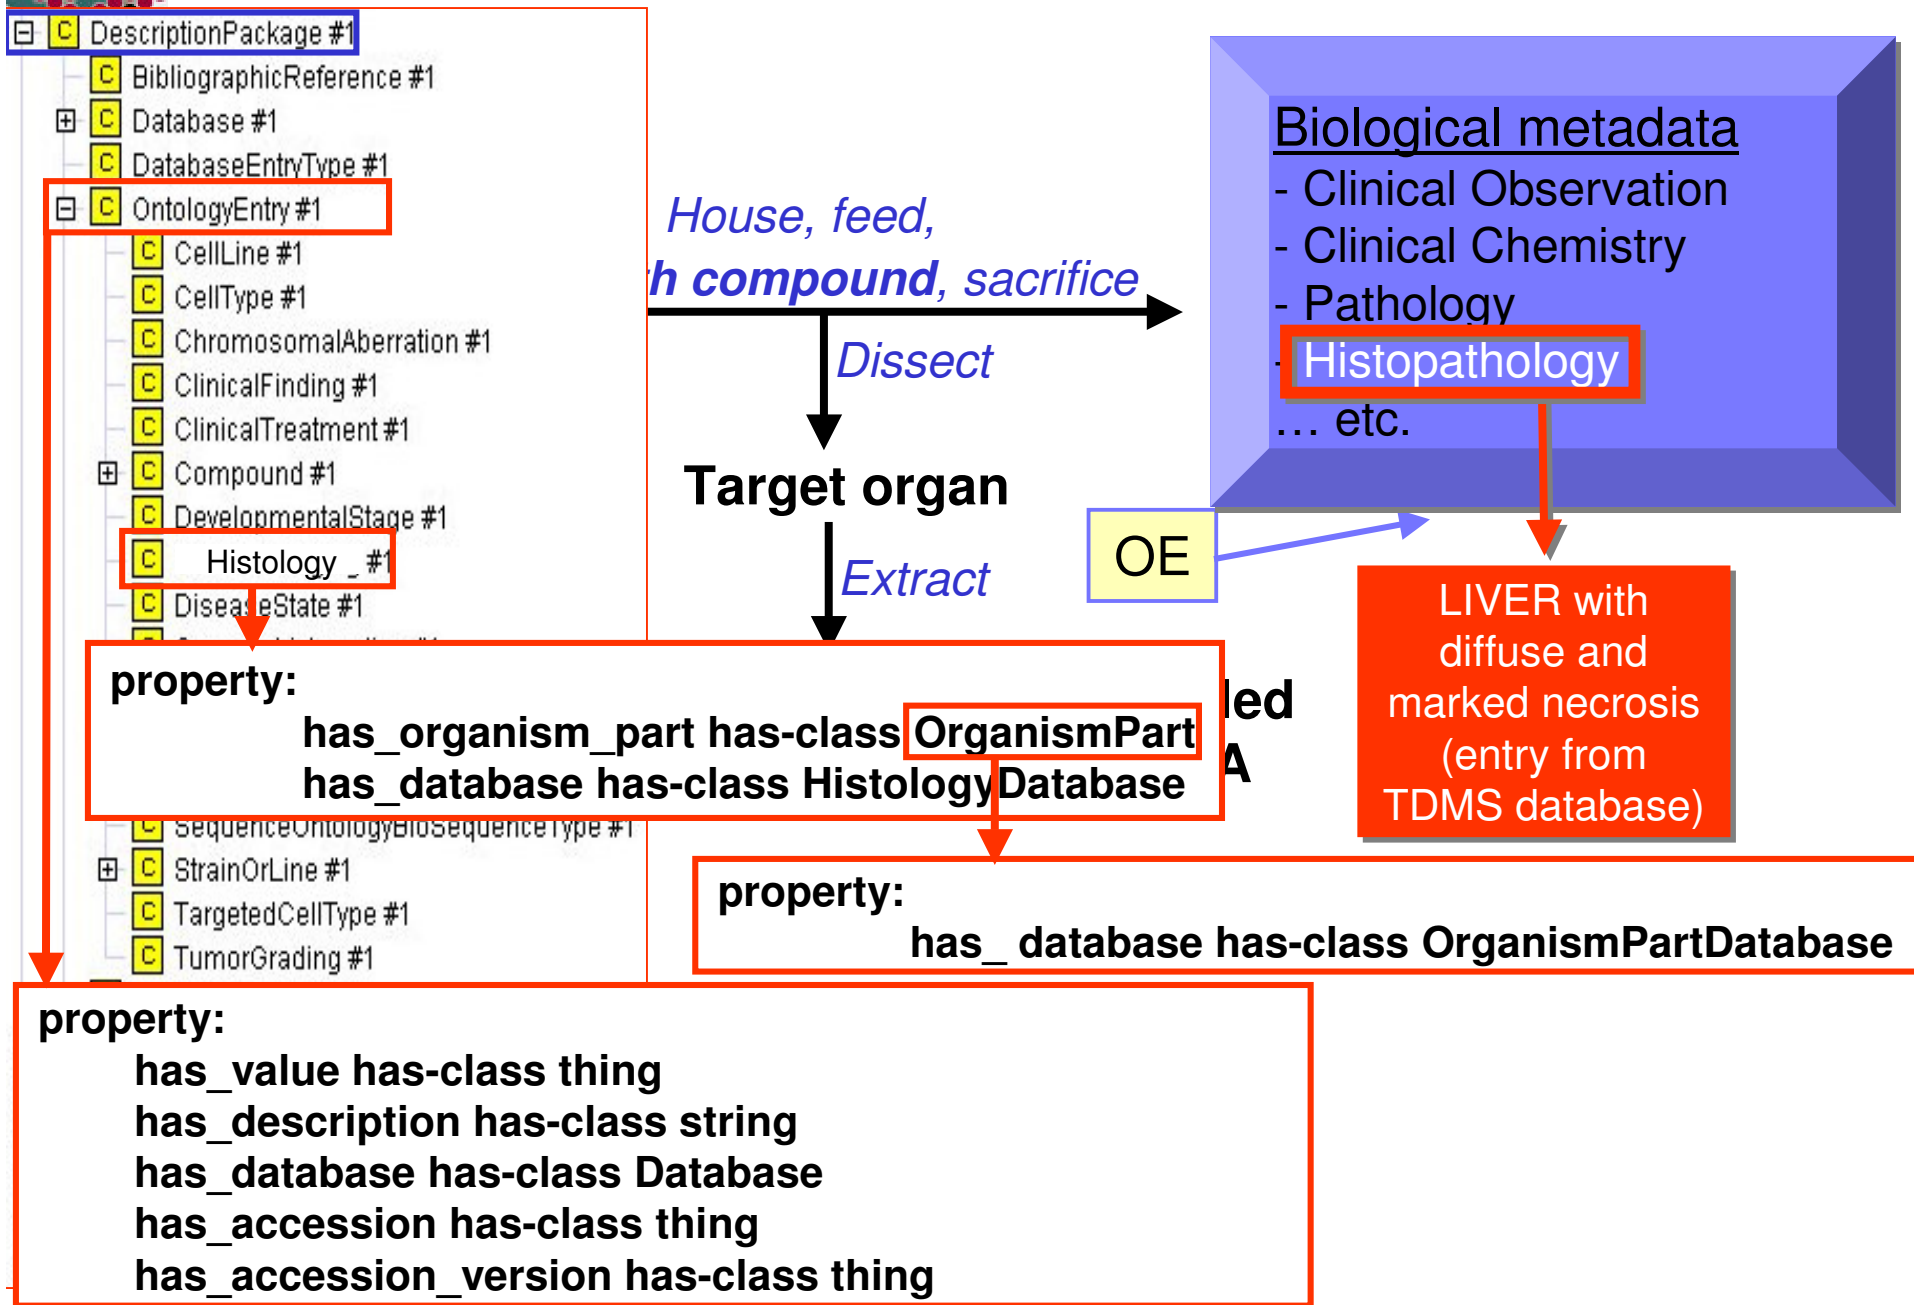 DescriptionPackage #1
BibliographicReference #1
Database #1
DatabaseEntryType #1
OntologyEntry #1
CellLine #1
CellType #1
ChromosomalAberration #1
ClinicalFinding #1
ClinicalTreatment #1
Compound #1
DevelopmentalStage #1
Histology #1
DiseaseState #1
SequenceOntologyBioSequenceType #1
StrainOrLine #1
TargetedCellType #1
TumorGrading #1
House, feed,
h compound, sacrifice
Dissect
Target organ
Extract
led
A
Biological metadata
- Clinical Observation
- Clinical Chemistry
- Pathology
- Histopathology
... etc.
OE
LIVER with
diffuse and
marked necrosis
(entry from
TDMS database)
property:
has_organism_part has-class OrganismPart
has_database has-class HistologyDatabase
property:
has_ database has-class OrganismPartDatabase
property:
has_value has-class thing
has_description has-class string
has_database has-class Database
has_accession has-class thing
has_accession_version has-class thing